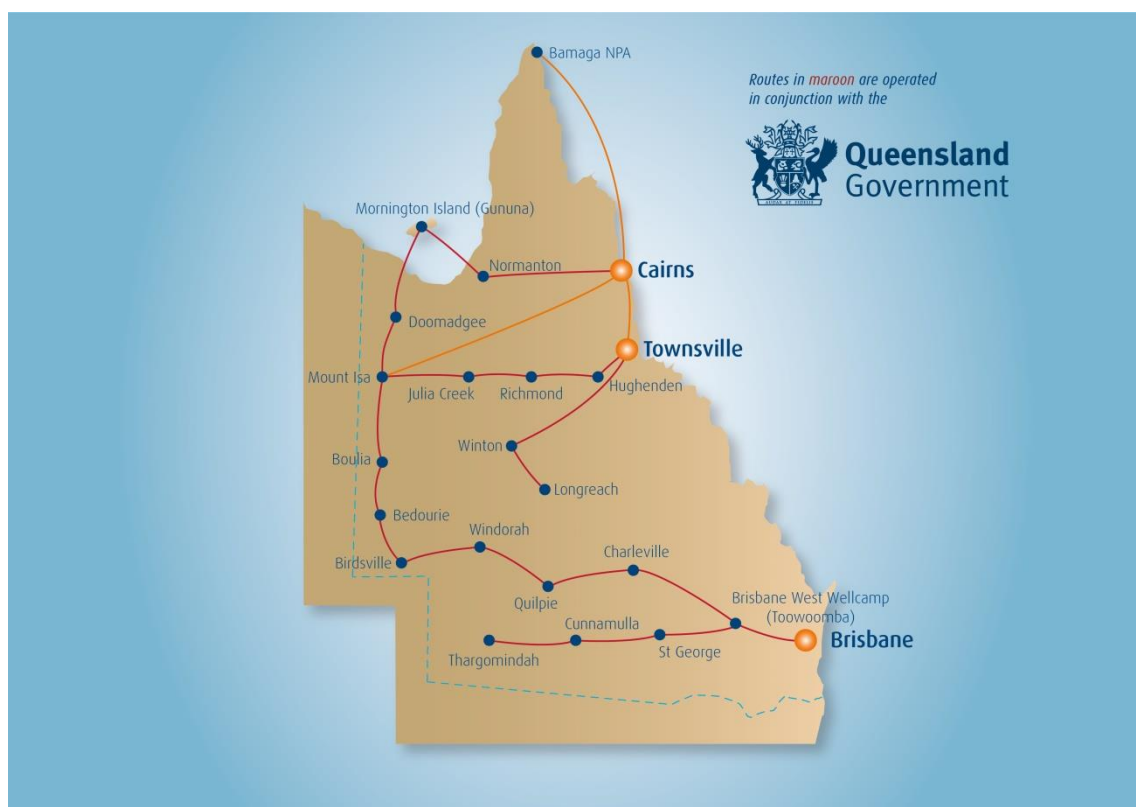 Bamaga NPA
Routes in maroon are operated
in conjunction with the
Queensland
Government
Mornington Island (Gununa)
Normanton
Cairns
Doomadgee
Townsville
Mount Isa
Julia Creek
Richmond
Hughenden
Winton
Boulia
Longreach
Bedourie
Windorah
Birdsville
Charleville
Quilpie
Brisbane West Wellcamp
(Toowoomba)
Cunnamulla
Brisbane
St George
Thargomindah